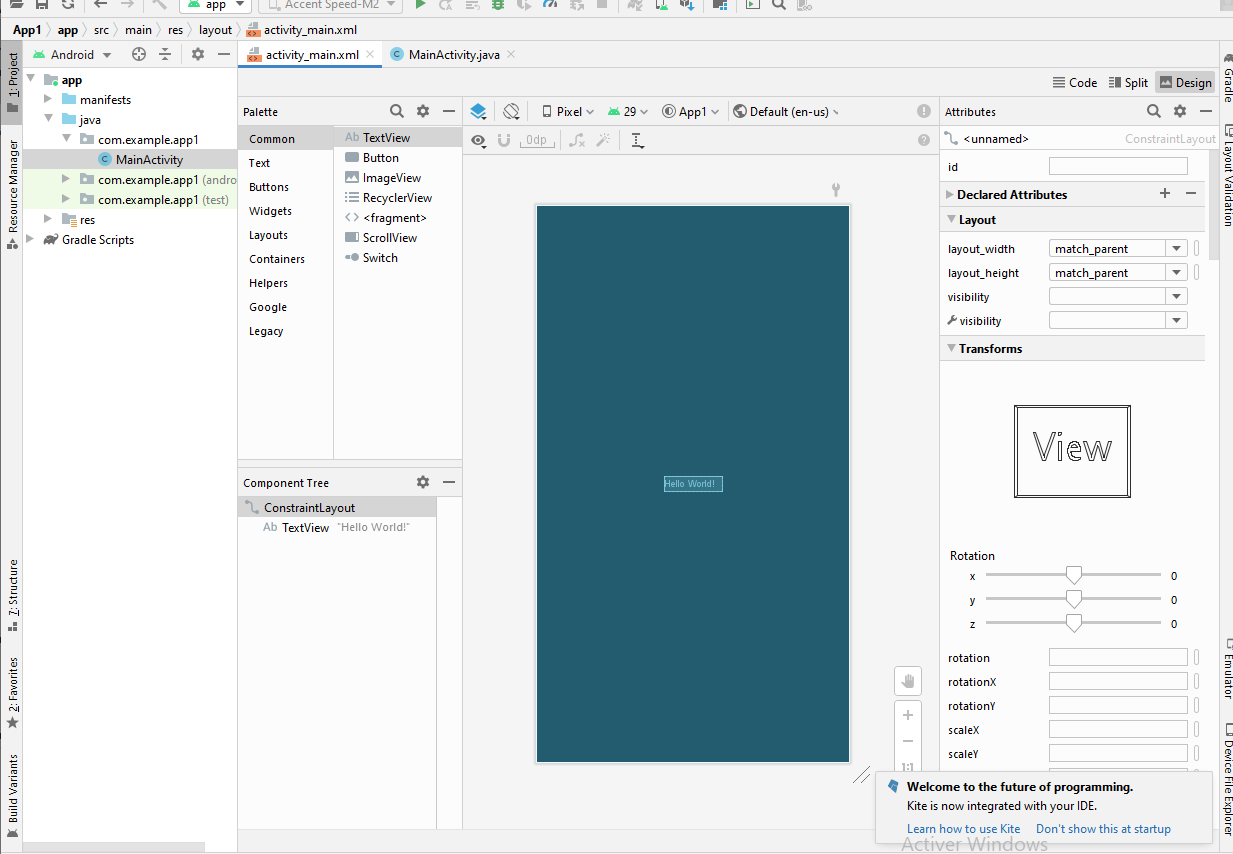 app
Accent Speed-M2
App1 app src main res layout activity_main.xml
Android
activity_main.xml
MainActivity.java
1: Project
Resource Manager
7: Structure
2: Favorites
Build Variants
app
manifests
java
com.example.app1
MainActivity
com.example.app1 (andro
com.example.app1 (test)
res
Gradle Scripts
Code
Split
Design
Palette
Common
Text
Buttons
Widgets
Layouts
Containers
Helpers
Google
Legacy
Ab TextView
Button
ImageView
RecyclerView
<> <fragment>
ScrollView
Switch
Component Tree
ConstraintLayout
Ab TextView "Hello World!"
Pixel
29
App1
Default (en-us)
0dp
Hello World!
1:1
Attributes
<unnamed>
ConstraintLayout
id
Declared Attributes
Layout
layout_width match_parent
layout_height match_parent
visibility
visibility
Transforms
View
Rotation
x 0
y 0
z 0
rotation
rotationX
rotationY
scaleX
scaleY
Welcome to the future of programming.
Kite is now integrated with your IDE.
Learn how to use Kite Don't show this at startup
Activer Windows
Gradle
Layout Validation
Emulator
Device File Explorer